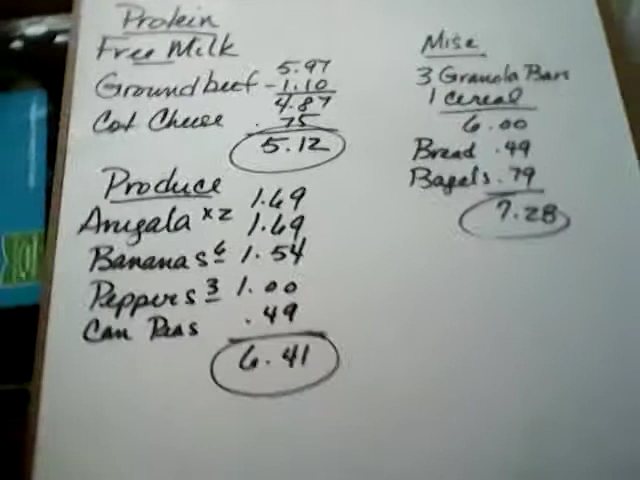 Protein
Free Milk
5.97
Ground beef - 1.10
4.87
Cot Cheese .75
5.12
Produce
1.69
Arugala x2 1.69
Bananas 6 1.54
Peppers 3 1.00
Can Peas .49
6.41
Misc
3 Granola Bars
1 cereal
6.00
Bread .49
Bagels .79
7.28